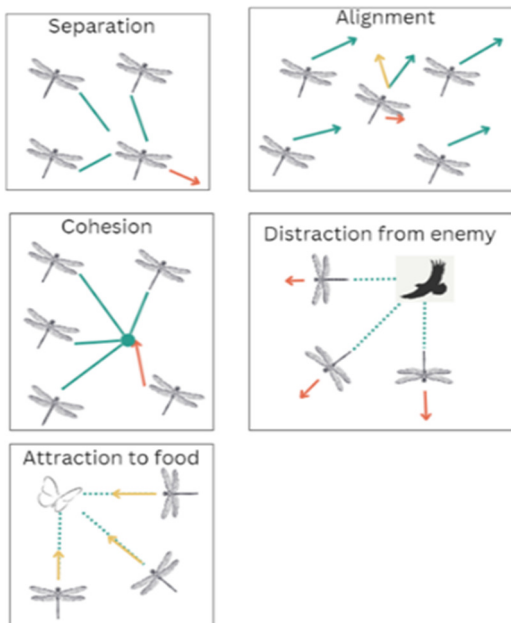 Separation
Alignment
Cohesion
Distraction from enemy
Attraction to food